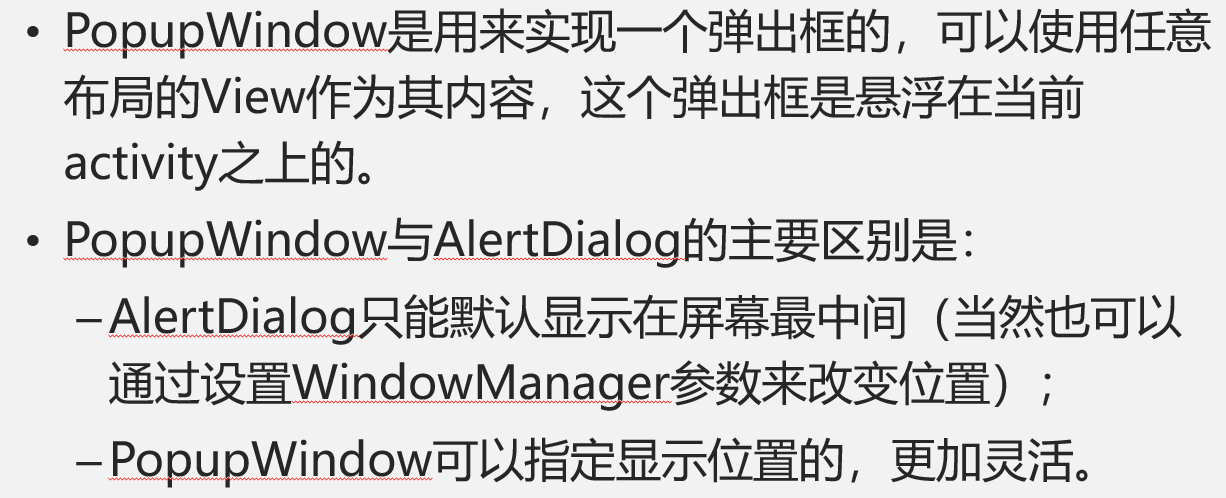 • PopupWindow是用来实现一个弹出框的，可以使用任意
布局的View作为其内容，这个弹出框是悬浮在当前
activity之上的。
• PopupWindow与AlertDialog的主要区别是：
–AlertDialog只能默认显示在屏幕最中间（当然也可以
通过设置WindowManager参数来改变位置）；
–PopupWindow可以指定显示位置的，更加灵活。